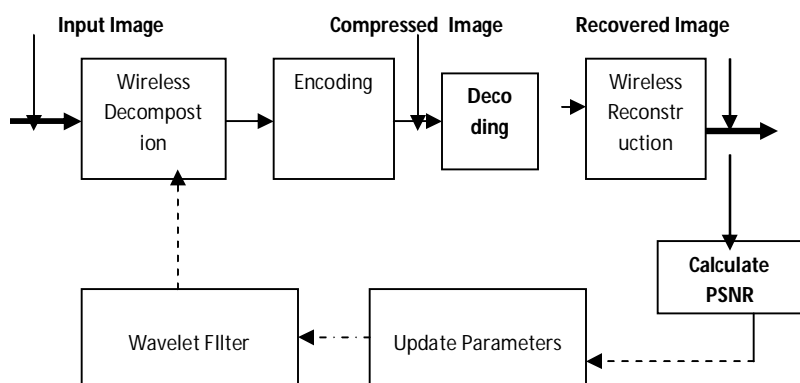 Input Image
Compressed Image
Recovered Image
Wireless
Decompost
ion
Encoding
Deco
ding
Wireless
Reconstr
uction
Calculate
PSNR
Wavelet FIlter
Update Parameters